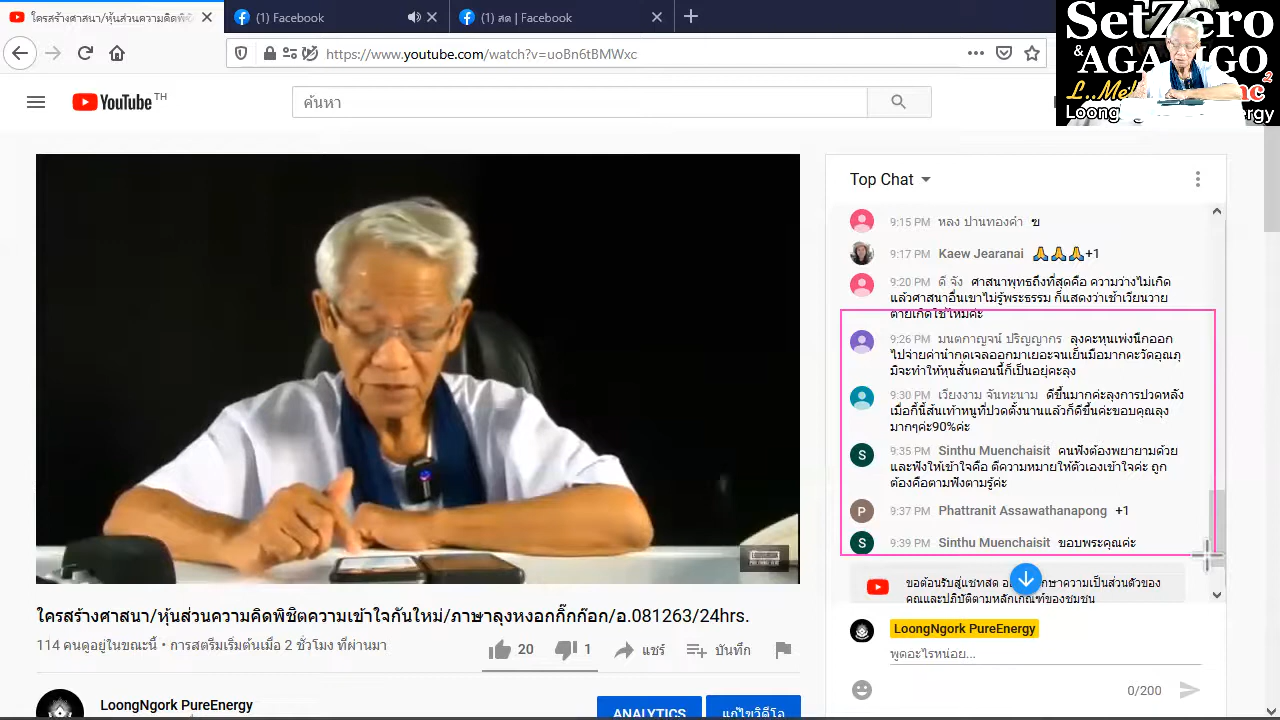 ใครสร้างศาสนา/หุ้นส่วนความคิดพิชิต
(1) Facebook
(1) สด | Facebook
SetZero
&
https://www.youtube.com/watch?v=uoBn6tBMWxc
YouTube TH
ค้นหา
Top Chat
9:15 PM หลง ปานทองคำ ข
9:17 PM Kaew Jearanai 🙏🙏🙏+1
9:20 PM ดี จัง ศาสนาพุทธถึงที่สุดคือ ความว่างไม่เกิด
แล้วศาสนาอื่นเขาไม่รู้พระธรรม ก็แสดงว่าเข้าเวียนวาย
ตายเกิดใช่ไหมคะ
9:26 PM มนตกาญจน์ ปริญญากร ลุงคะหนูเพ่งนึกออก
ไปจ่ายค่าน้ำกดเจลออกมาเยอะจนเย็นมือมากคะวัดอุณภุ
มิจะทำให้หนูสั่นตอนนี้ก็เป็นอยู่คะลุง
9:30 PM เวียงงาม จันทะนาม ดีขึ้นมากค่ะลุงการปวดหลัง
เมื่อกี้นี้ส้นเท้าหนูที่ปวดตั้งนานแล้วก็ดีขึ้นค่ะขอบคุณลุง
มากๆค่ะ90%ค่ะ
9:35 PM Sinthu Muenchaisit คนฟังต้องพยายามด้วย
และฟังให้เข้าใจคือ ตีความหมายให้ตัวเองเข้าใจค่ะ ถูก
ต้องคือตามฟังตามรู้ค่ะ
9:37 PM Phattranit Assawathanapong +1
9:39 PM Sinthu Muenchaisit ขอบพระคุณค่ะ
ขอต้อนรับสู่แชทสด
คุณและปฏิบัติตามหลักเกณฑ์ของชุมชน
LoongNgork PureEnergy
พูดอะไรหน่อย...
0/200
ใครสร้างศาสนา/หุ้นส่วนความคิดพิชิตความเข้าใจกันใหม่/ภาษาลุงหงอกกิ๊กก๊อก/อ.081263/24hrs.
114 คนดูอยู่ในขณะนี้ • การสตรีมเริ่มต้นเมื่อ 2 ชั่วโมง ที่ผ่านมา
20
1
แชร์
บันทึก
LoongNgork PureEnergy
ANALYTICS
แก้ไขวิดีโอ